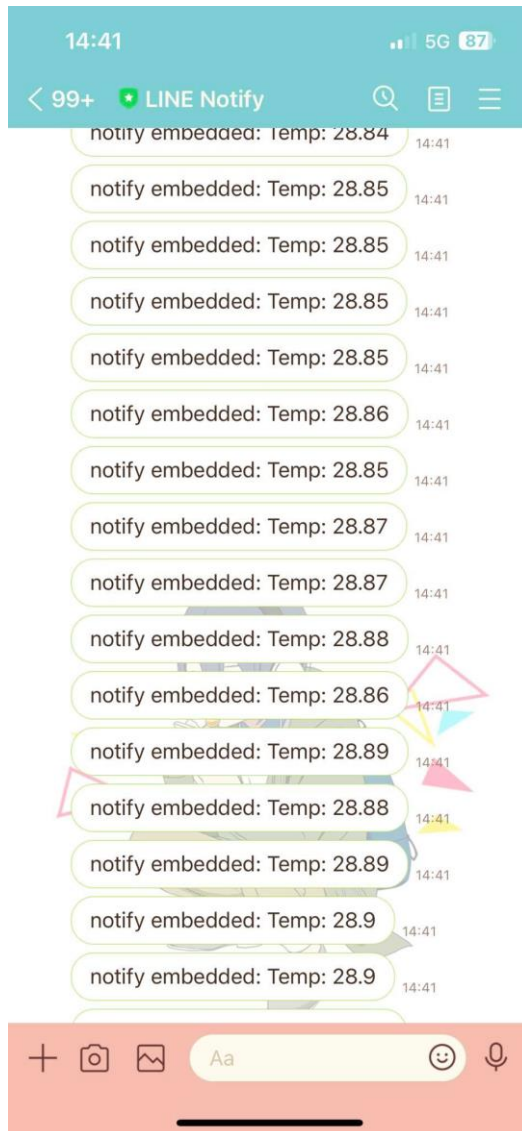 14:41
5G 87
99+ LINE Notify
notify embedded: Temp: 28.84
14:41
notify embedded: Temp: 28.85
14:41
notify embedded: Temp: 28.85
14:41
notify embedded: Temp: 28.85
14:41
notify embedded: Temp: 28.85
14:41
notify embedded: Temp: 28.86
14:41
notify embedded: Temp: 28.85
14:41
notify embedded: Temp: 28.87
14:41
notify embedded: Temp: 28.87
14:41
notify embedded: Temp: 28.88
14:41
notify embedded: Temp: 28.86
14:41
notify embedded: Temp: 28.89
14:41
notify embedded: Temp: 28.88
14:41
notify embedded: Temp: 28.89
14:41
notify embedded: Temp: 28.9
14:41
notify embedded: Temp: 28.9
14:41
Aa